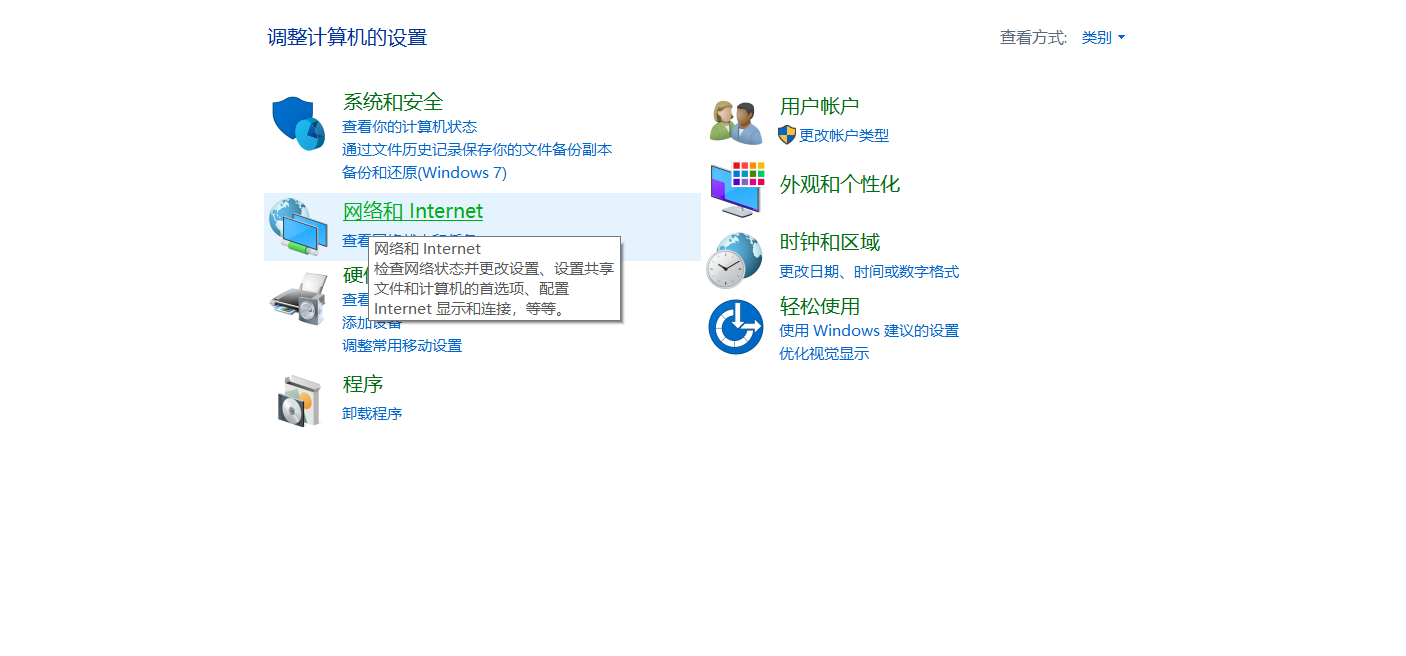 调整计算机的设置
查看方式: 类别
系统和安全
查看你的计算机状态
通过文件历史记录保存你的文件备份副本
备份和还原(Windows 7)
网络和 Internet
查看
网络和 Internet
检查网络状态并更改设置、设置共享
文件和计算机的首选项、配置
Internet 显示和连接，等等。
查看
添加设备
调整常用移动设置
程序
卸载程序
用户帐户
更改帐户类型
外观和个性化
时钟和区域
更改日期、时间或数字格式
轻松使用
使用 Windows 建议的设置
优化视觉显示